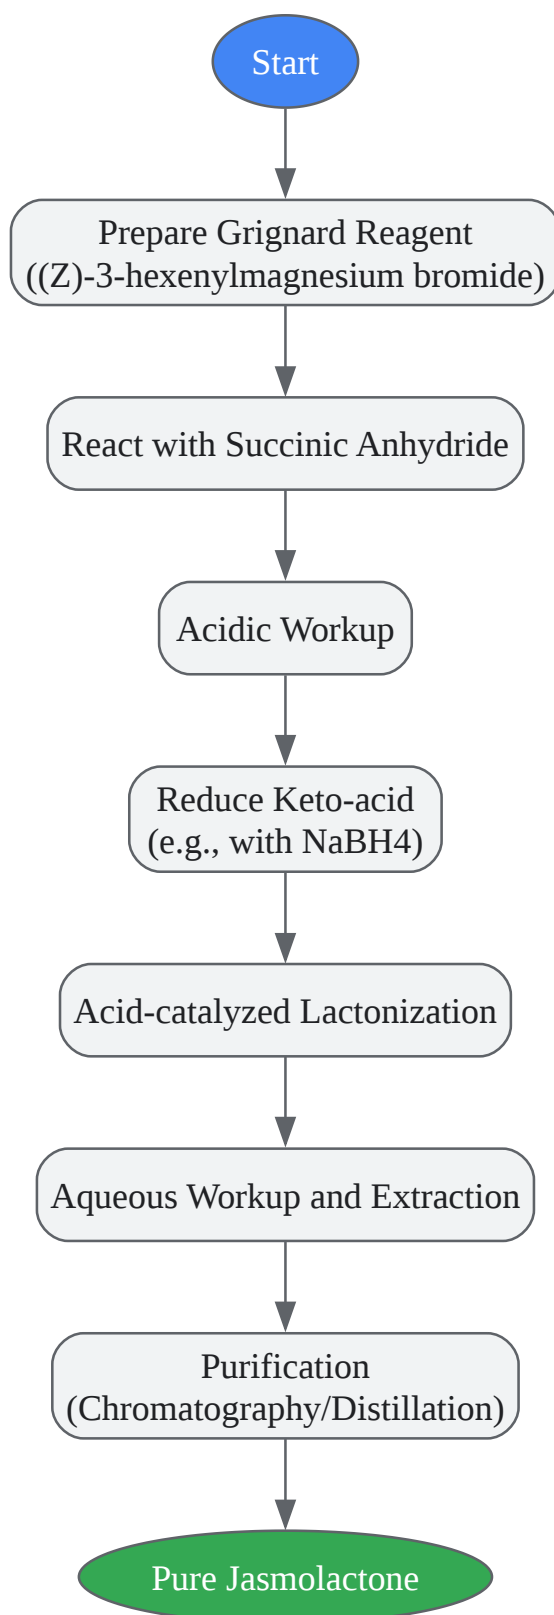 Start
Prepare Grignard Reagent
((Z)-3-hexenylmagnesium bromide)
React with Succinic Anhydride
Acidic Workup
Reduce Keto-acid
(e.g., with NaBH4)
Acid-catalyzed Lactonization
Aqueous Workup and Extraction
Purification
(Chromatography/Distillation)
Pure Jasmolactone